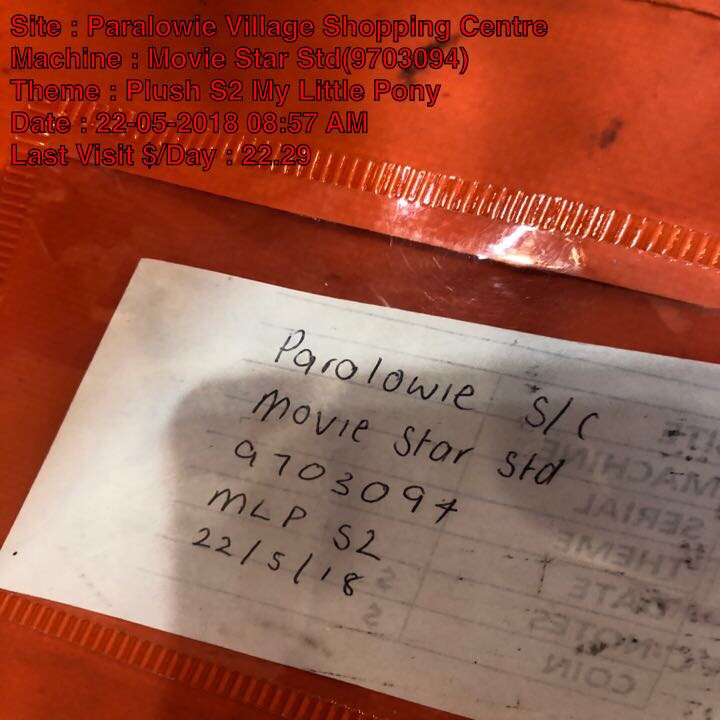 Site : Paralowie Village Shopping Centre
Machine : Movie Star Std(9703094)
Theme : Plush S2 My Little Pony
Date : 22-05-2018 08:57 AM
Last Visit $/Day : 22.29
Paralowie S/C
Movie Star Std
9703094
MLP S2
22/5/18
MACHINE
SERIAL
THEME
DATE
NOTES $
COIN $